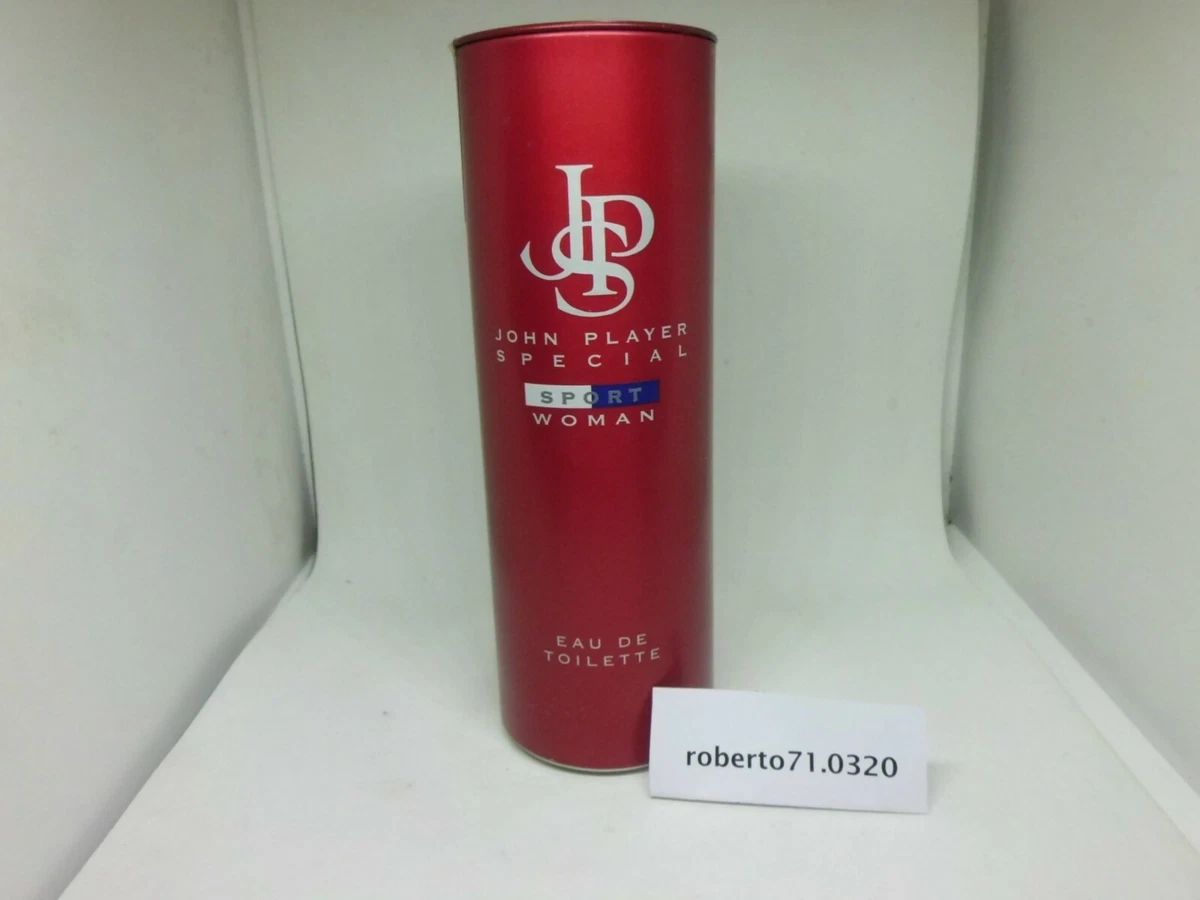 JPS
JOHN PLAYER
SPECIAL
SPORT
WOMAN
EAU DE
TOILETTE
roberto71.0320